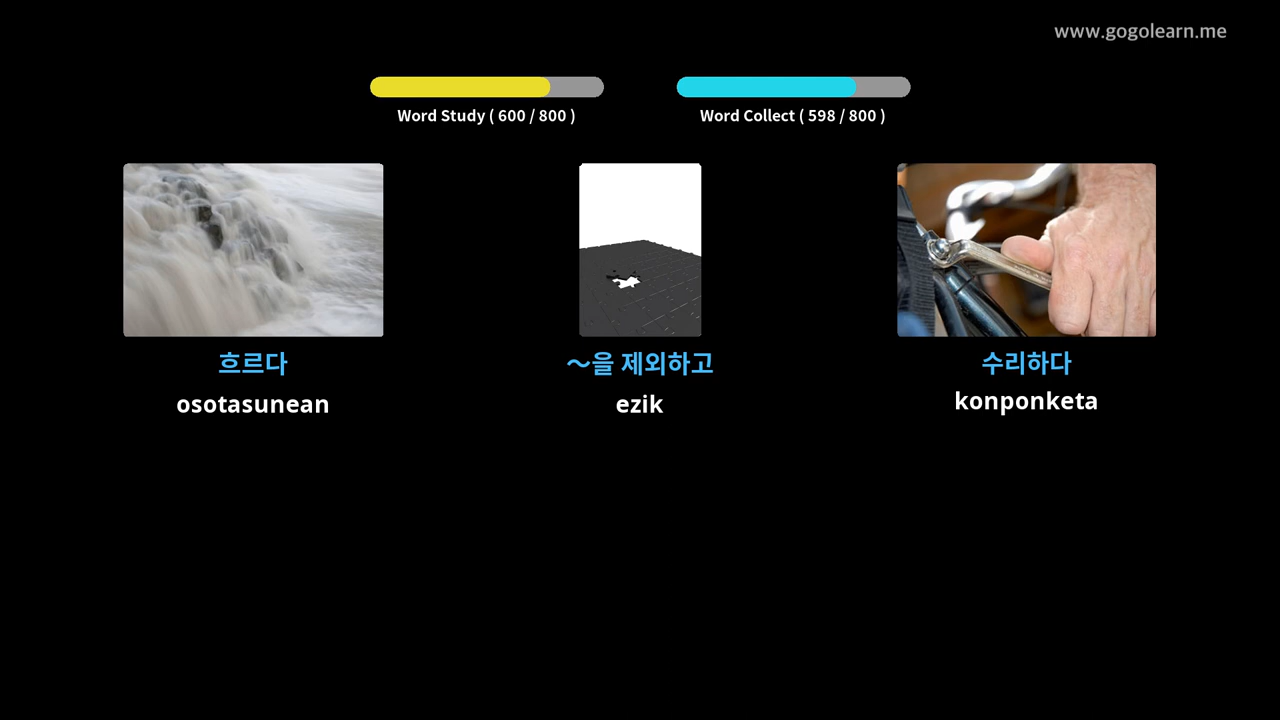 www.gogolearn.me
Word Study ( 600 / 800 )
Word Collect ( 598 / 800 )
흐르다
～을 제외하고
수리하다
osotasunean
ezik
konponketa